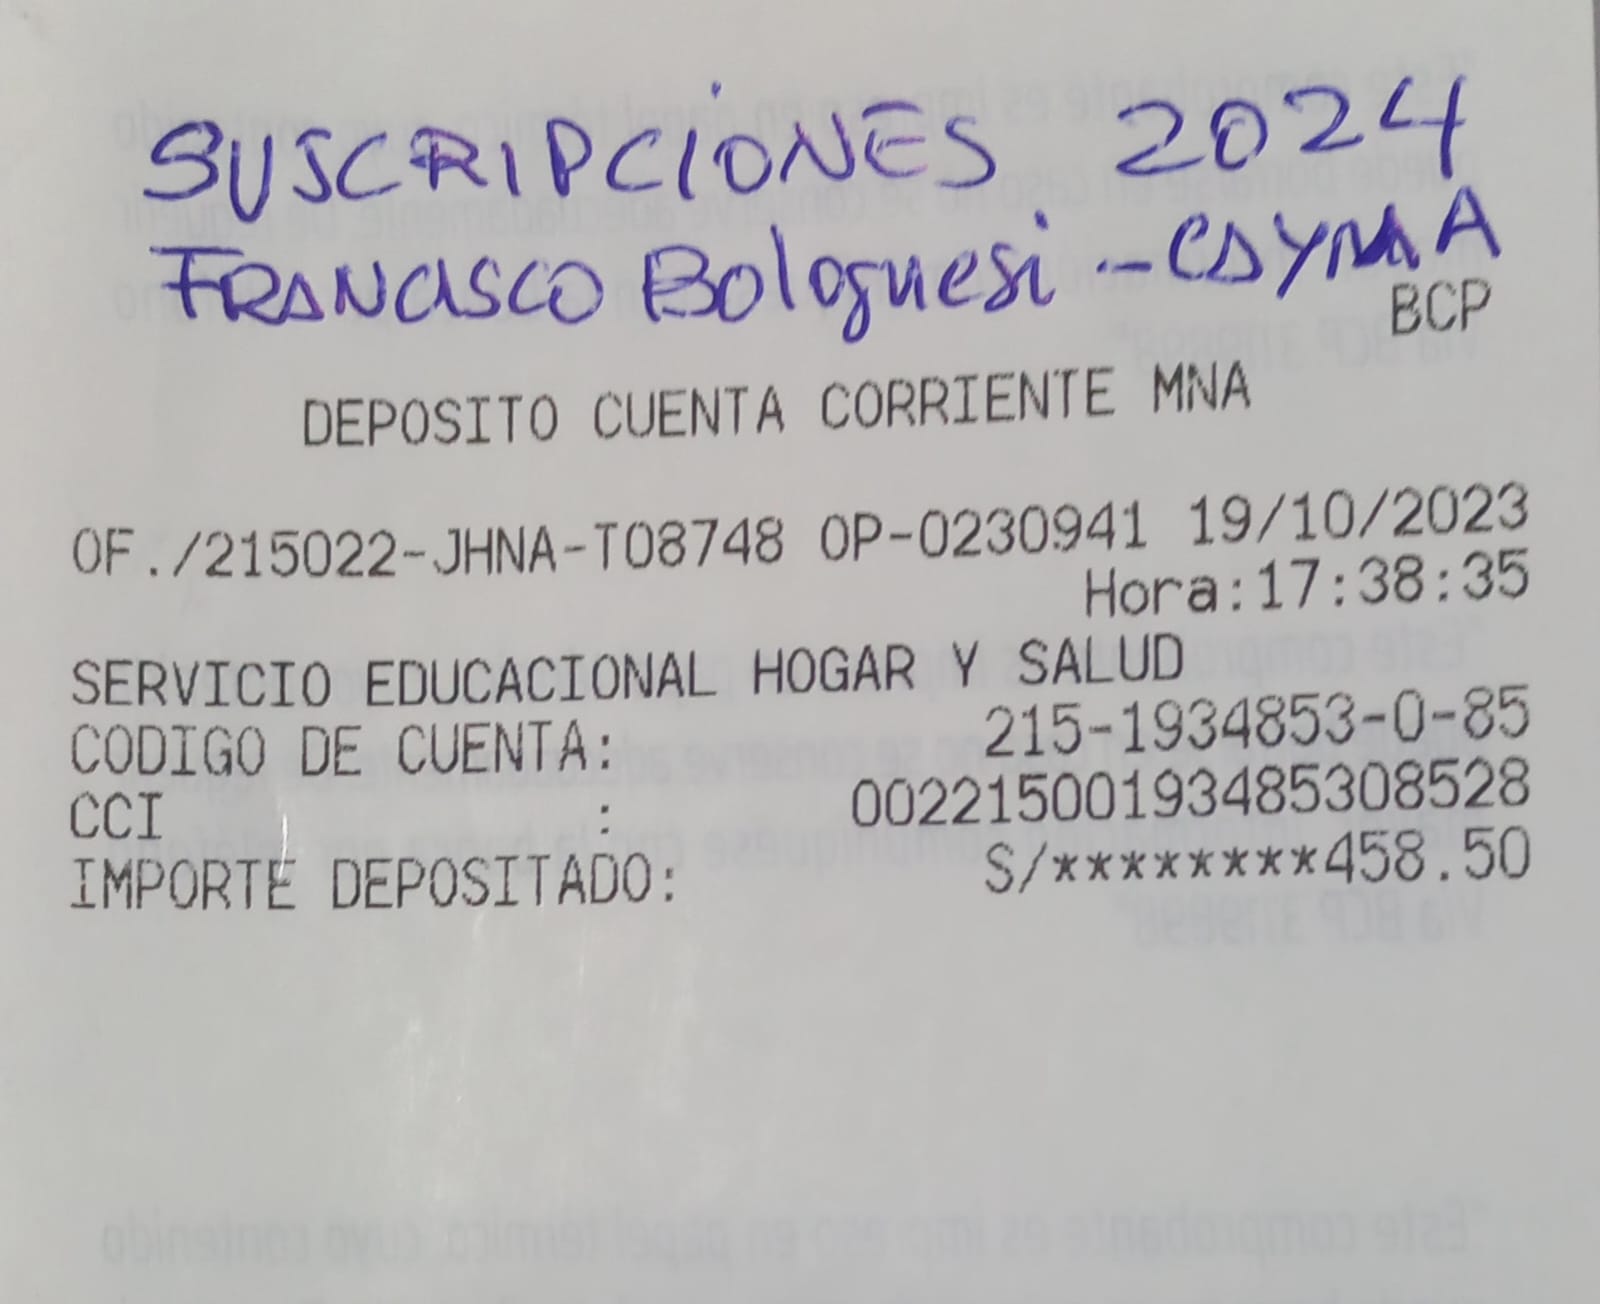 SUSCRIPCIONES 2024
FRANCISCO Bolognesi - CAYMA
BCP
DEPOSITO CUENTA CORRIENTE MNA
OF./215022-JHNA-T08748 OP-0230941 19/10/2023
Hora:17:38:35
SERVICIO EDUCACIONAL HOGAR Y SALUD
CODIGO DE CUENTA: 215-1934853-0-85
CCI : 00221500193485308528
IMPORTE DEPOSITADO: S/********458.50